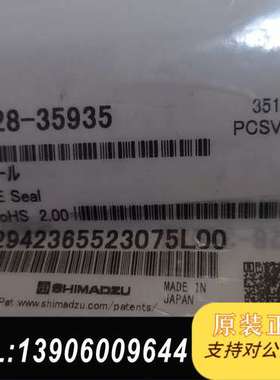 28-35935
351
PCSV
ール
E Seal
oHS 2.00
2942365523075L00
SHIMADZU
Pat.www.shimadzu.com/patents/
MADE IN
JAPAN
原装正
支持对公
L:13906009644